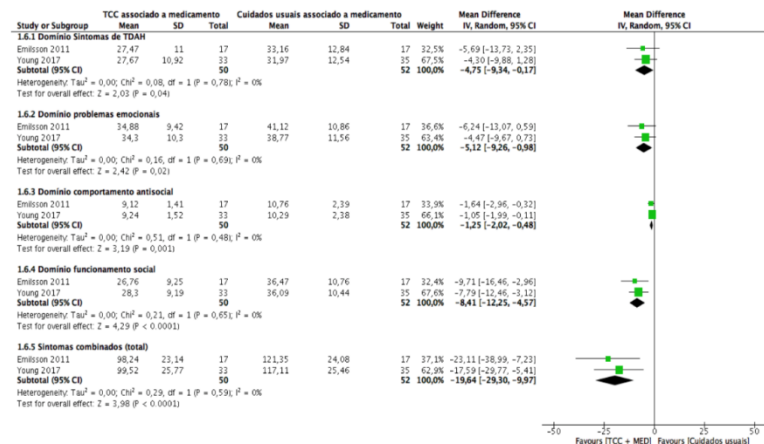 TCC associado a medicamento Cuidados usuais associado a medicamento Mean Difference Mean Difference
Study or Subgroup Mean SD Total Mean SD Total Weight IV, Random, 95% CI IV, Random, 95% CI
1.6.1 Domínio Sintomas de TDAH
Emilsson 2011 27,47 11 17 33,16 12,84 17 32,5% -5,69 [-13,73, 2,35]
Young 2017 27,67 10,92 33 31,97 12,54 35 67,5% -4,30 [-9,88, 1,28]
Subtotal (95% CI) 50 52 100,0% -4,75 [-9,34, -0,17]
Heterogeneity: Tau² = 0,00; Chi² = 0,08, df = 1 (P = 0,78); I² = 0%
Test for overall effect: Z = 2,03 (P = 0,04)
1.6.2 Domínio problemas emocionais
Emilsson 2011 34,88 9,42 17 41,12 10,86 17 36,6% -6,24 [-13,07, 0,59]
Young 2017 34,3 10,3 33 38,77 11,56 35 63,4% -4,47 [-9,67, 0,73]
Subtotal (95% CI) 50 52 100,0% -5,12 [-9,26, -0,98]
Heterogeneity: Tau² = 0,00; Chi² = 0,16, df = 1 (P = 0,69); I² = 0%
Test for overall effect: Z = 2,42 (P = 0,02)
1.6.3 Domínio comportamento antisocial
Emilsson 2011 9,12 1,41 17 10,76 2,39 17 33,9% -1,64 [-2,96, -0,32]
Young 2017 9,24 1,52 33 10,29 2,38 35 66,1% -1,05 [-1,99, -0,11]
Subtotal (95% CI) 50 52 100,0% -1,25 [-2,02, -0,48]
Heterogeneity: Tau² = 0,00; Chi² = 0,51, df = 1 (P = 0,48); I² = 0%
Test for overall effect: Z = 3,19 (P = 0,001)
1.6.4 Domínio funcionamento social
Emilsson 2011 26,76 9,25 17 36,47 10,76 17 32,4% -9,71 [-16,46, -2,96]
Young 2017 28,3 9,19 33 36,09 10,44 35 67,6% -7,79 [-12,46, -3,12]
Subtotal (95% CI) 50 52 100,0% -8,41 [-12,25, -4,57]
Heterogeneity: Tau² = 0,00; Chi² = 0,21, df = 1 (P = 0,65); I² = 0%
Test for overall effect: Z = 4,29 (P < 0.0001)
1.6.5 Sintomas combinados (total)
Emilsson 2011 98,24 23,14 17 121,35 24,08 17 37,1% -23,11 [-38,99, -7,23]
Young 2017 99,52 25,77 33 117,11 25,46 35 62,9% -17,59 [-29,77, -5,41]
Subtotal (95% CI) 50 52 100,0% -19,64 [-29,30, -9,97]
Heterogeneity: Tau² = 0,00; Chi² = 0,29, df = 1 (P = 0,59); I² = 0%
Test for overall effect: Z = 3,98 (P < 0.0001)
-50 -25 0 25 50
Favours [TCC + MED] Favours [Cuidados usuais]